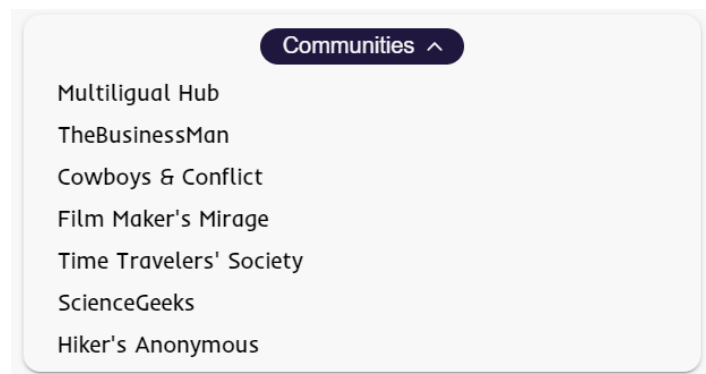 Communities
Multiligual Hub
TheBusinessMan
Cowboys & Conflict
Film Maker's Mirage
Time Travelers' Society
ScienceGeeks
Hiker's Anonymous